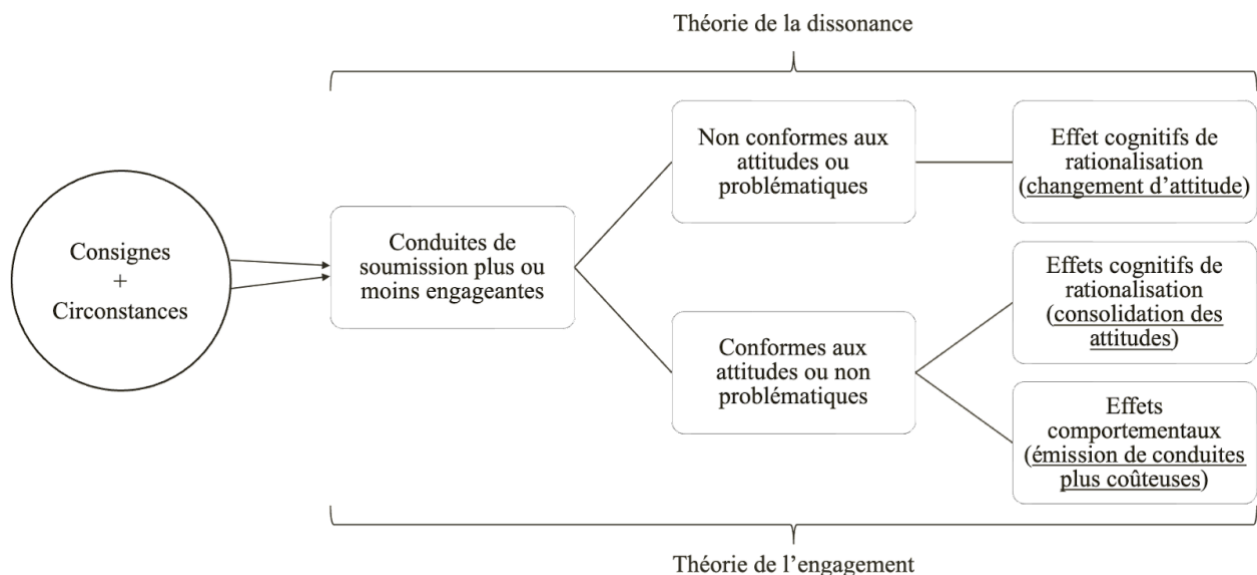 Théorie de la dissonance
Consignes
+
Circonstances
Conduites de
soumission plus ou
moins engageantes
Non conformes aux
attitudes ou
problématiques
Effet cognitifs de
rationalisation
(changement d'attitude)
Conformes aux
attitudes ou non
problématiques
Effets cognitifs de
rationalisation
(consolidation des
attitudes)
Effets
comportementaux
(émission de conduites
plus coûteuses)
Théorie de l'engagement